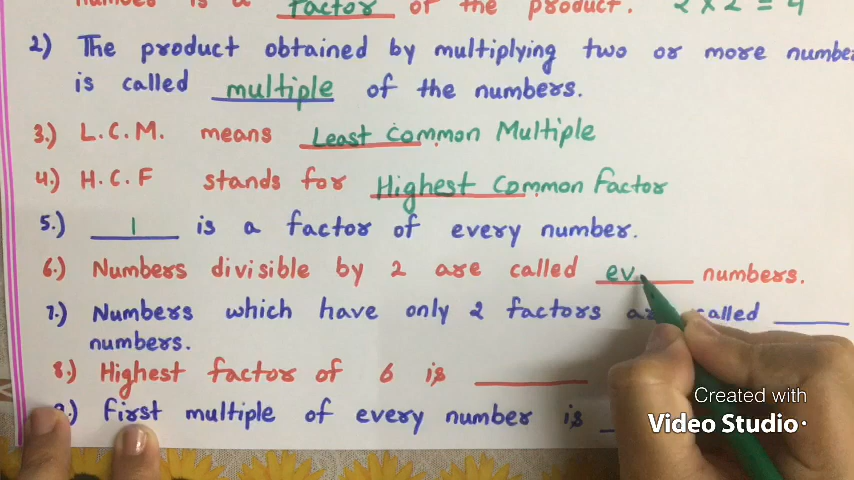 factor of the product. 2 x 2 = 4
2) The product obtained by multiplying two or more
is called multiple of the numbers.
3.) L.C.M. means Least Common Multiple
4.) H.C.F stands for Highest Common Factor
5.) 1 is a factor of every number.
6.) Numbers divisible by 2 are called ev numbers.
7.) Numbers which have only 2 factors called ____
numbers.
8.) Highest factor of 6 is ____
) First multiple of every number is _
Created with
Video Studio